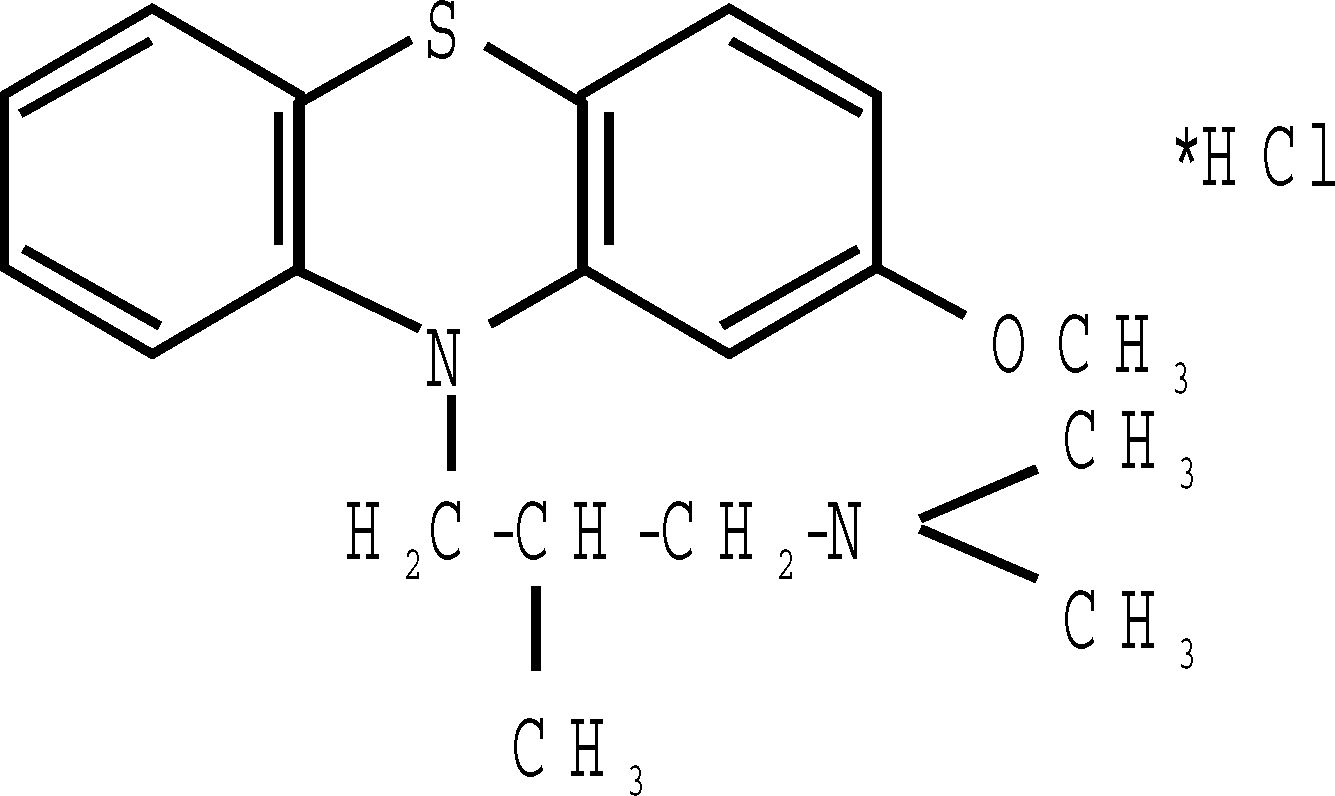 S
*HCl
N
OCH₃
CH₃
H₂C-CH-CH₂-N
CH₃
CH₃